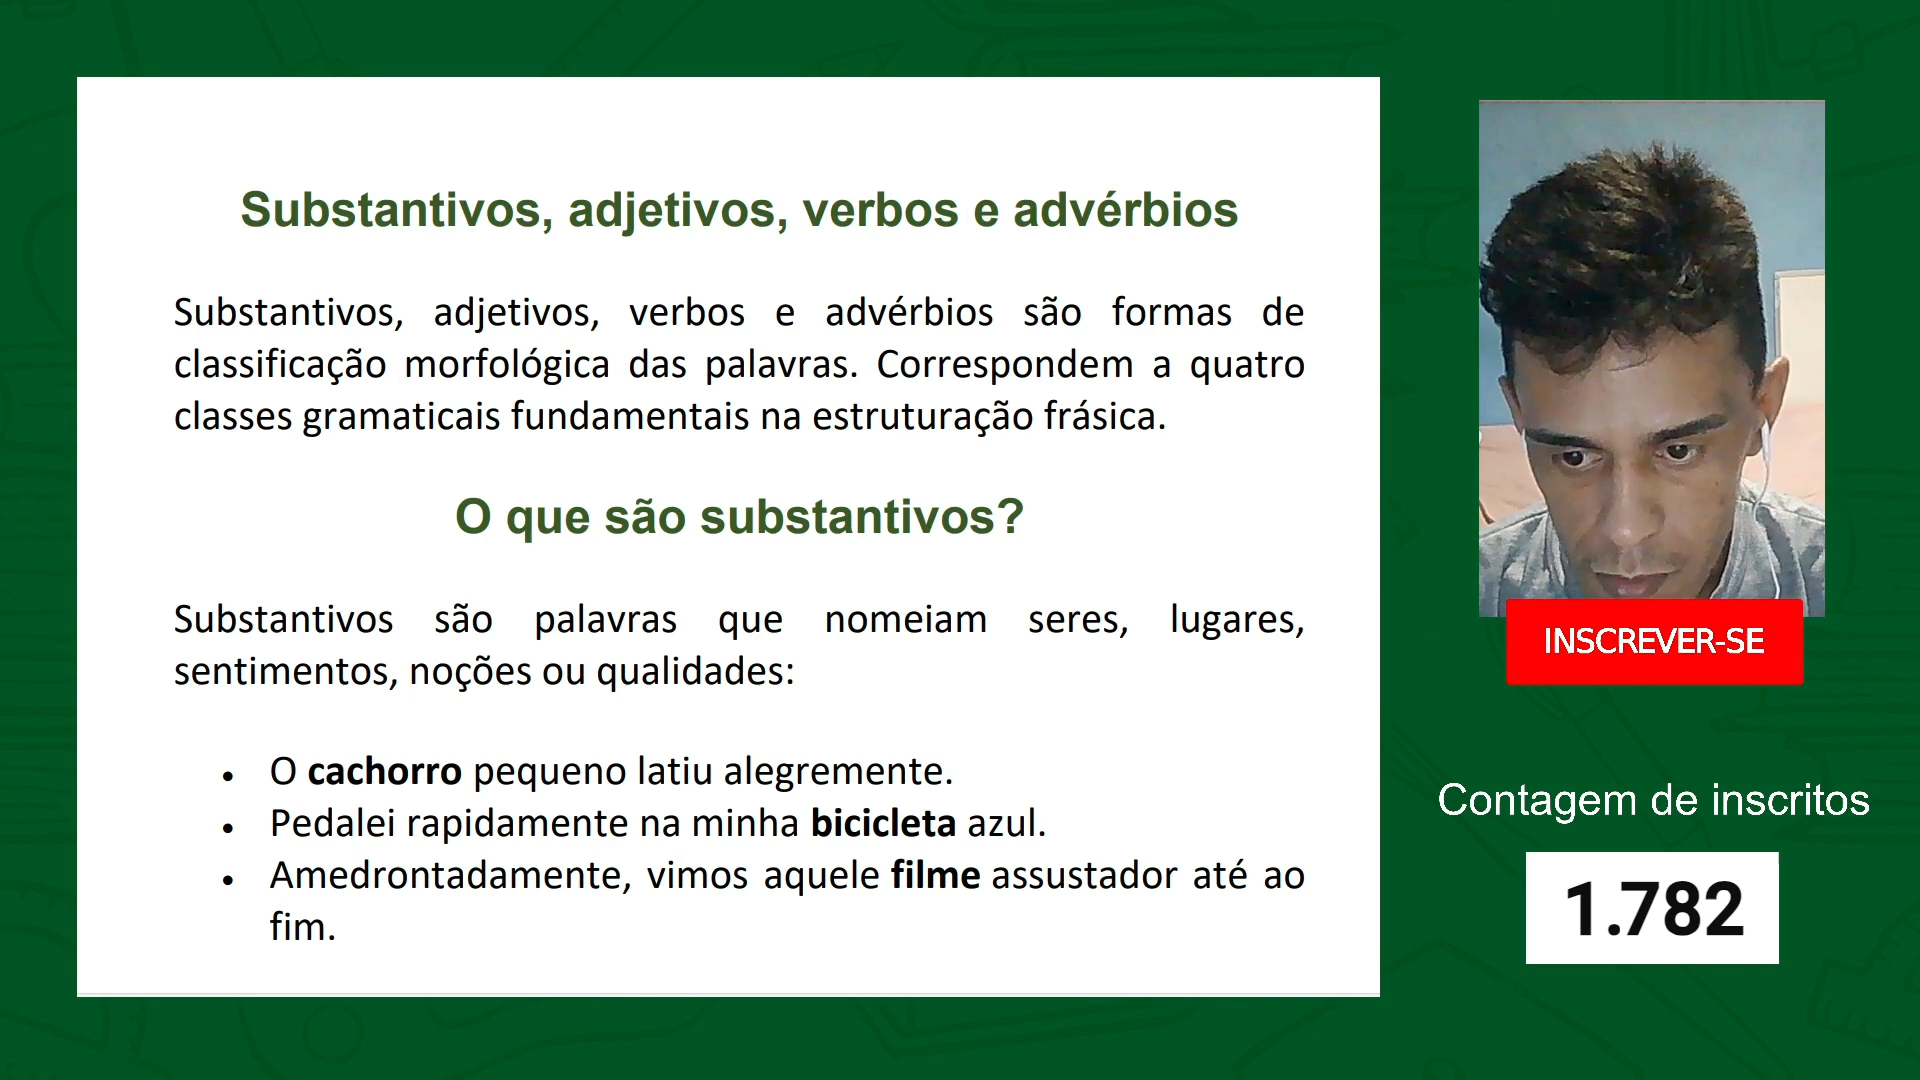 Substantivos, adjetivos, verbos e advérbios
Substantivos, adjetivos, verbos e advérbios são formas de
classificação morfológica das palavras. Correspondem a quatro
classes gramaticais fundamentais na estruturação frásica.
O que são substantivos?
Substantivos são palavras que nomeiam seres, lugares,
sentimentos, noções ou qualidades:
• O cachorro pequeno latiu alegremente.
• Pedalei rapidamente na minha bicicleta azul.
• Amedrontadamente, vimos aquele filme assustador até ao
fim.
INSCREVER-SE
Contagem de inscritos
1.782